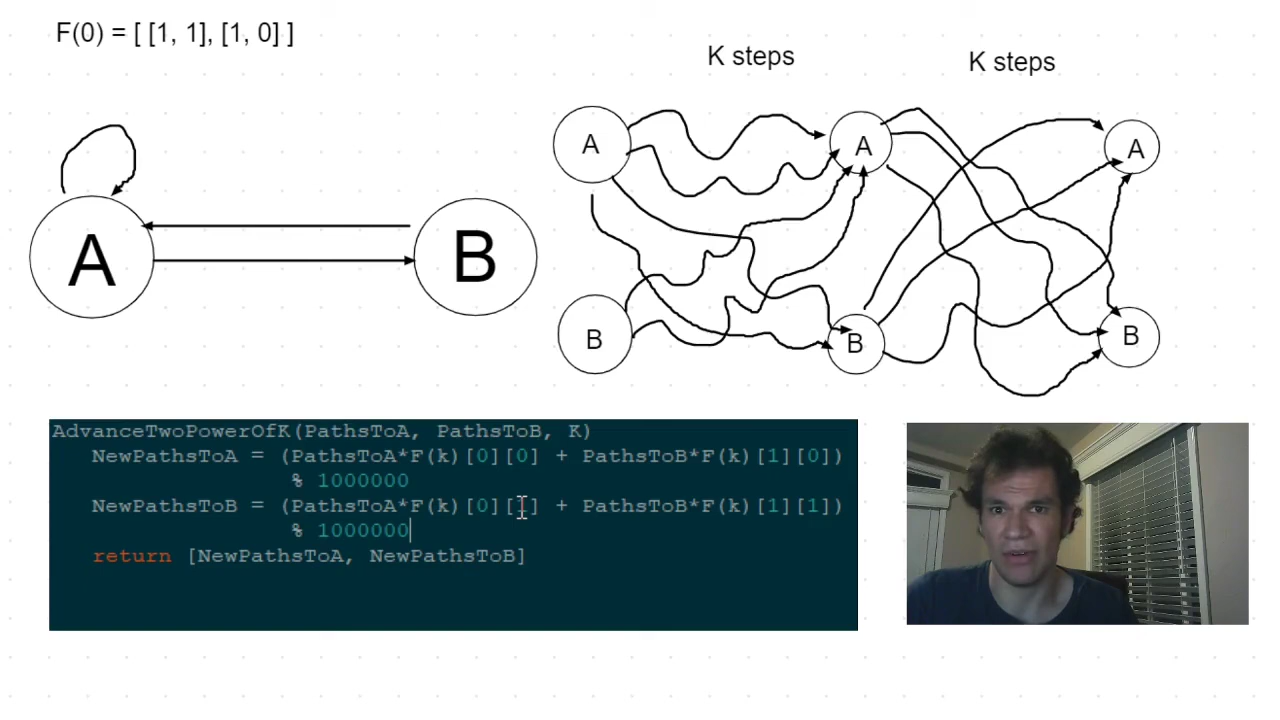 F(0) = [ [1, 1], [1, 0] ]
K steps
K steps
A
B
A
B
A
B
A
B
AdvanceTwoPowerOfK(PathsToA, PathsToB, K)
NewPathsToA = (PathsToA*F(k)[0][0] + PathsToB*F(k)[1][0])
% 1000000
NewPathsToB = (PathsToA*F(k)[0][1] + PathsToB*F(k)[1][1])
% 1000000
return [NewPathsToA, NewPathsToB]